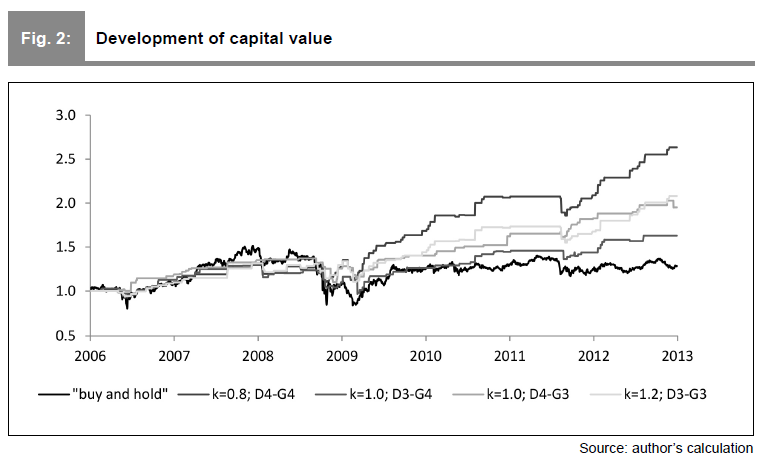 Fig. 2: Development of capital value
3.0
2.5
2.0
1.5
1.0
0.5
2006 2007 2008 2009 2010 2011 2012 2013
"buy and hold" k=0.8; D4-G4 k=1.0; D3-G4 k=1.0; D4-G3 k=1.2; D3-G3
Source: author's calculation